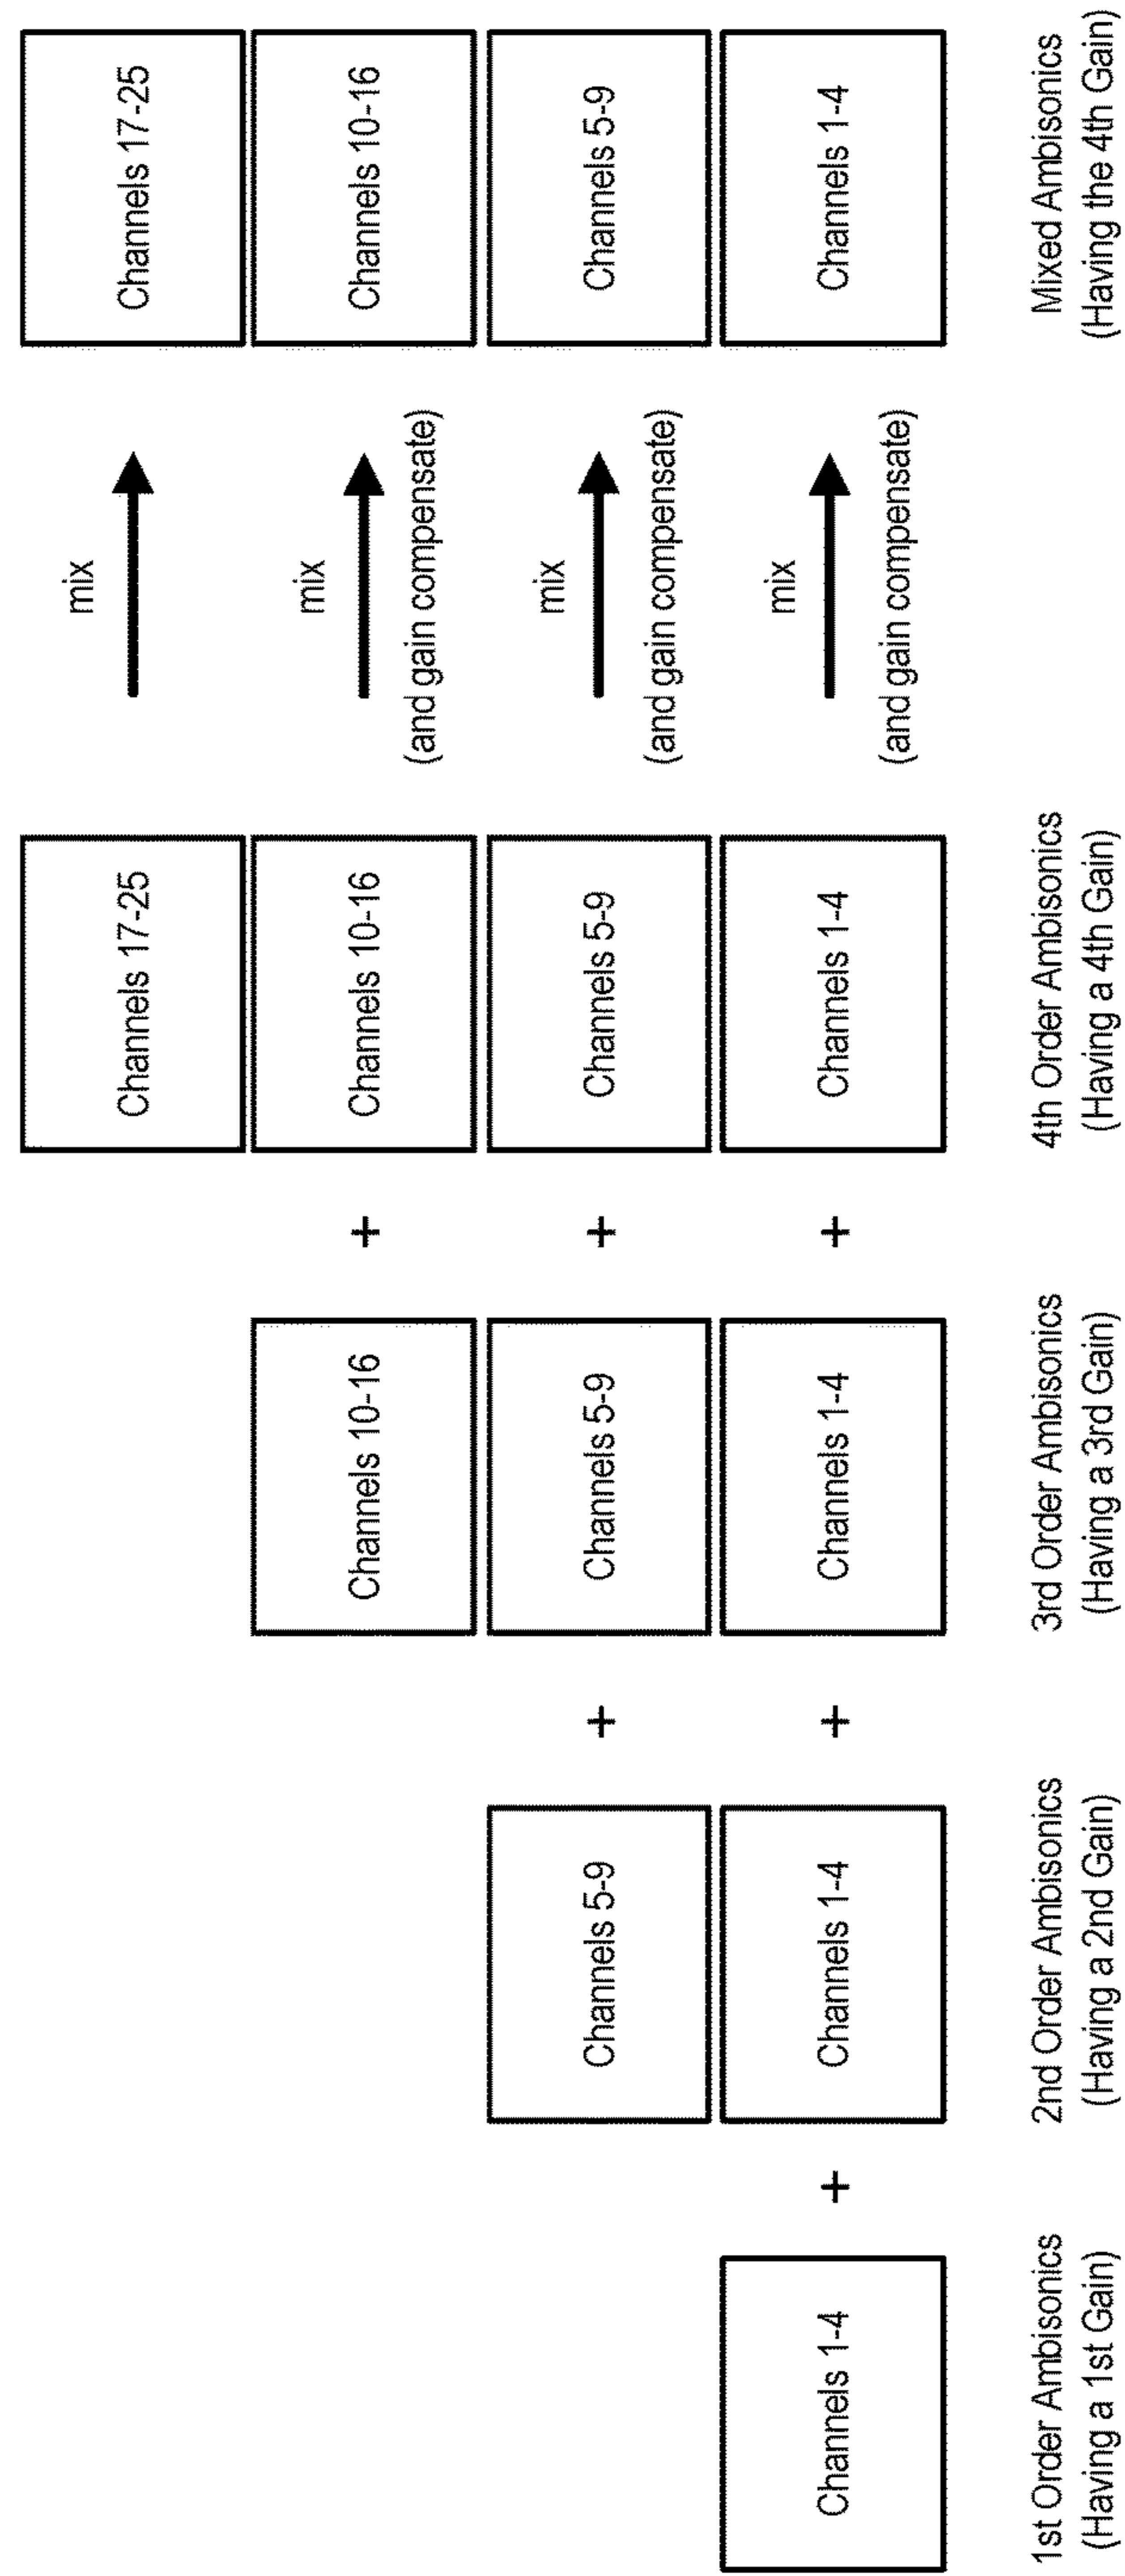 Channels 17-25
mix
Channels 17-25
Channels 10-16
+
Channels 10-16
mix
(and gain compensate)
Channels 10-16
Channels 5-9
+
Channels 5-9
+
Channels 5-9
mix
(and gain compensate)
Channels 5-9
Channels 1-4
+
Channels 1-4
+
Channels 1-4
+
Channels 1-4
mix
(and gain compensate)
Channels 1-4
1st Order Ambisonics
(Having a 1st Gain)
2nd Order Ambisonics
(Having a 2nd Gain)
3rd Order Ambisonics
(Having a 3rd Gain)
4th Order Ambisonics
(Having a 4th Gain)
Mixed Ambisonics
(Having the 4th Gain)